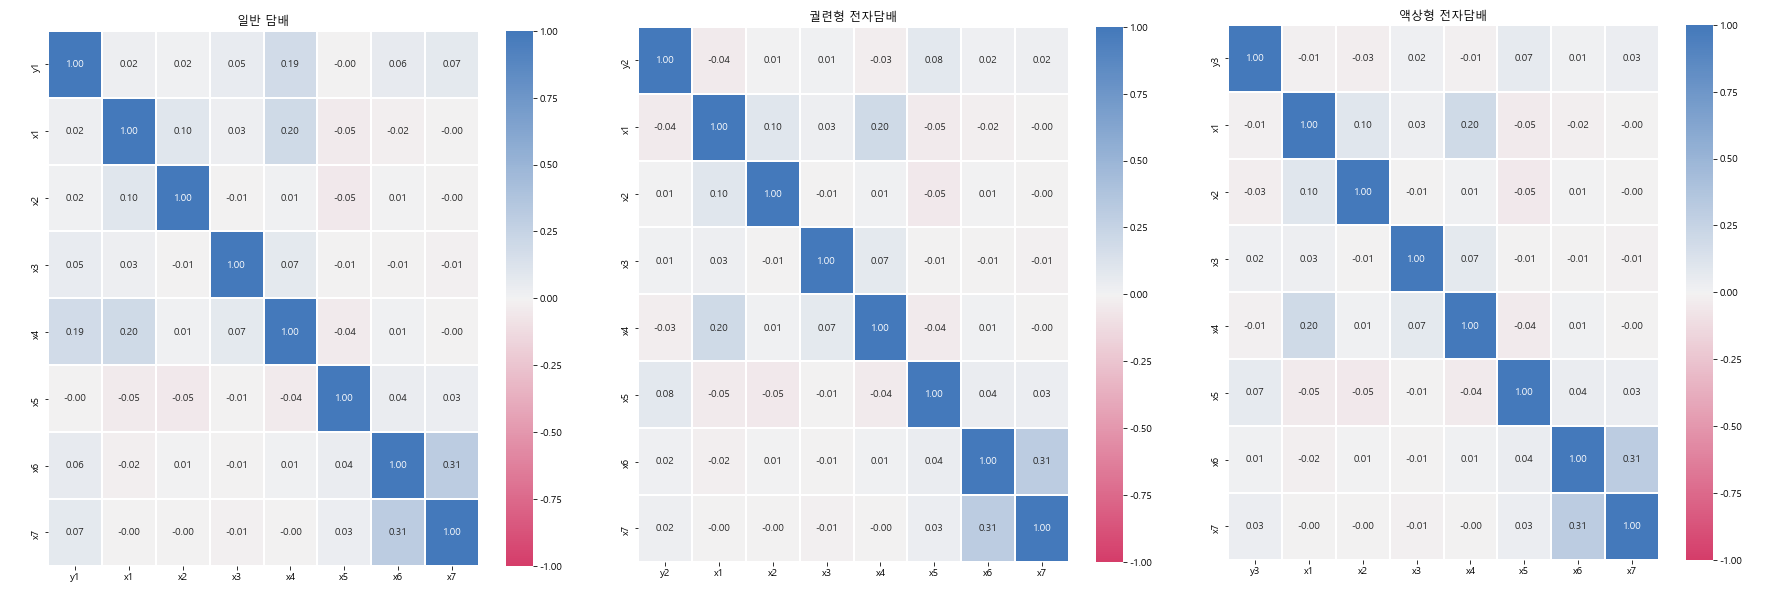 일반 담배
y1 1.00 0.02 0.02 0.05 0.19 -0.00 0.06 0.07
x1 0.02 1.00 0.10 0.03 0.20 -0.05 -0.02 -0.00
x2 0.02 0.10 1.00 -0.01 0.01 -0.05 0.01 -0.00
x3 0.05 0.03 -0.01 1.00 0.07 -0.01 -0.01 -0.01
x4 0.19 0.20 0.01 0.07 1.00 -0.04 0.01 -0.00
x5 -0.00 -0.05 -0.05 -0.01 -0.04 1.00 0.04 0.03
x6 0.06 -0.02 0.01 -0.01 0.01 0.04 1.00 0.31
x7 0.07 -0.00 -0.00 -0.01 -0.00 0.03 0.31 1.00
y1 x1 x2 x3 x4 x5 x6 x7
1.00
0.75
0.50
0.25
0.00
-0.25
-0.50
-0.75
-1.00
궐련형 전자담배
y2 1.00 -0.04 0.01 0.01 -0.03 0.08 0.02 0.02
x1 -0.04 1.00 0.10 0.03 0.20 -0.05 -0.02 -0.00
x2 0.01 0.10 1.00 -0.01 0.01 -0.05 0.01 -0.00
x3 0.01 0.03 -0.01 1.00 0.07 -0.01 -0.01 -0.01
x4 -0.03 0.20 0.01 0.07 1.00 -0.04 0.01 -0.00
x5 0.08 -0.05 -0.05 -0.01 -0.04 1.00 0.04 0.03
x6 0.02 -0.02 0.01 -0.01 0.01 0.04 1.00 0.31
x7 0.02 -0.00 -0.00 -0.01 -0.00 0.03 0.31 1.00
y2 x1 x2 x3 x4 x5 x6 x7
1.00
0.75
0.50
0.25
0.00
-0.25
-0.50
-0.75
-1.00
액상형 전자담배
y3 1.00 -0.01 -0.03 0.02 -0.01 0.07 0.01 0.03
x1 -0.01 1.00 0.10 0.03 0.20 -0.05 -0.02 -0.00
x2 -0.03 0.10 1.00 -0.01 0.01 -0.05 0.01 -0.00
x3 0.02 0.03 -0.01 1.00 0.07 -0.01 -0.01 -0.01
x4 -0.01 0.20 0.01 0.07 1.00 -0.04 0.01 -0.00
x5 0.07 -0.05 -0.05 -0.01 -0.04 1.00 0.04 0.03
x6 0.01 -0.02 0.01 -0.01 0.01 0.04 1.00 0.31
x7 0.03 -0.00 -0.00 -0.01 -0.00 0.03 0.31 1.00
y3 x1 x2 x3 x4 x5 x6 x7
1.00
0.75
0.50
0.25
0.00
-0.25
-0.50
-0.75
-1.00